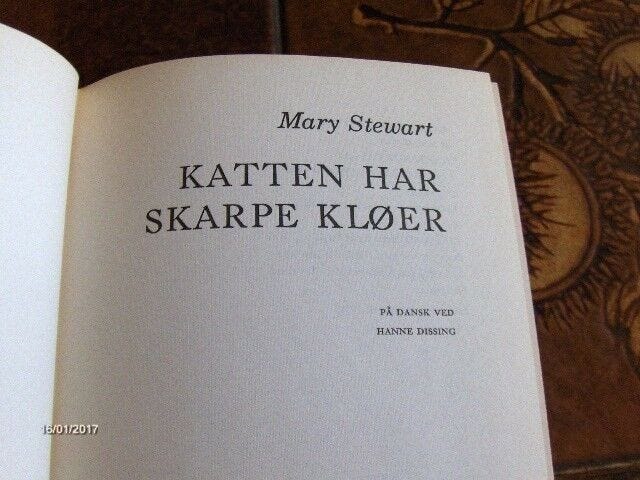 Mary Stewart
KATTEN HAR
SKARPE KLØER
PÅ DANSK VED
HANNE DISSING
16/01/2017